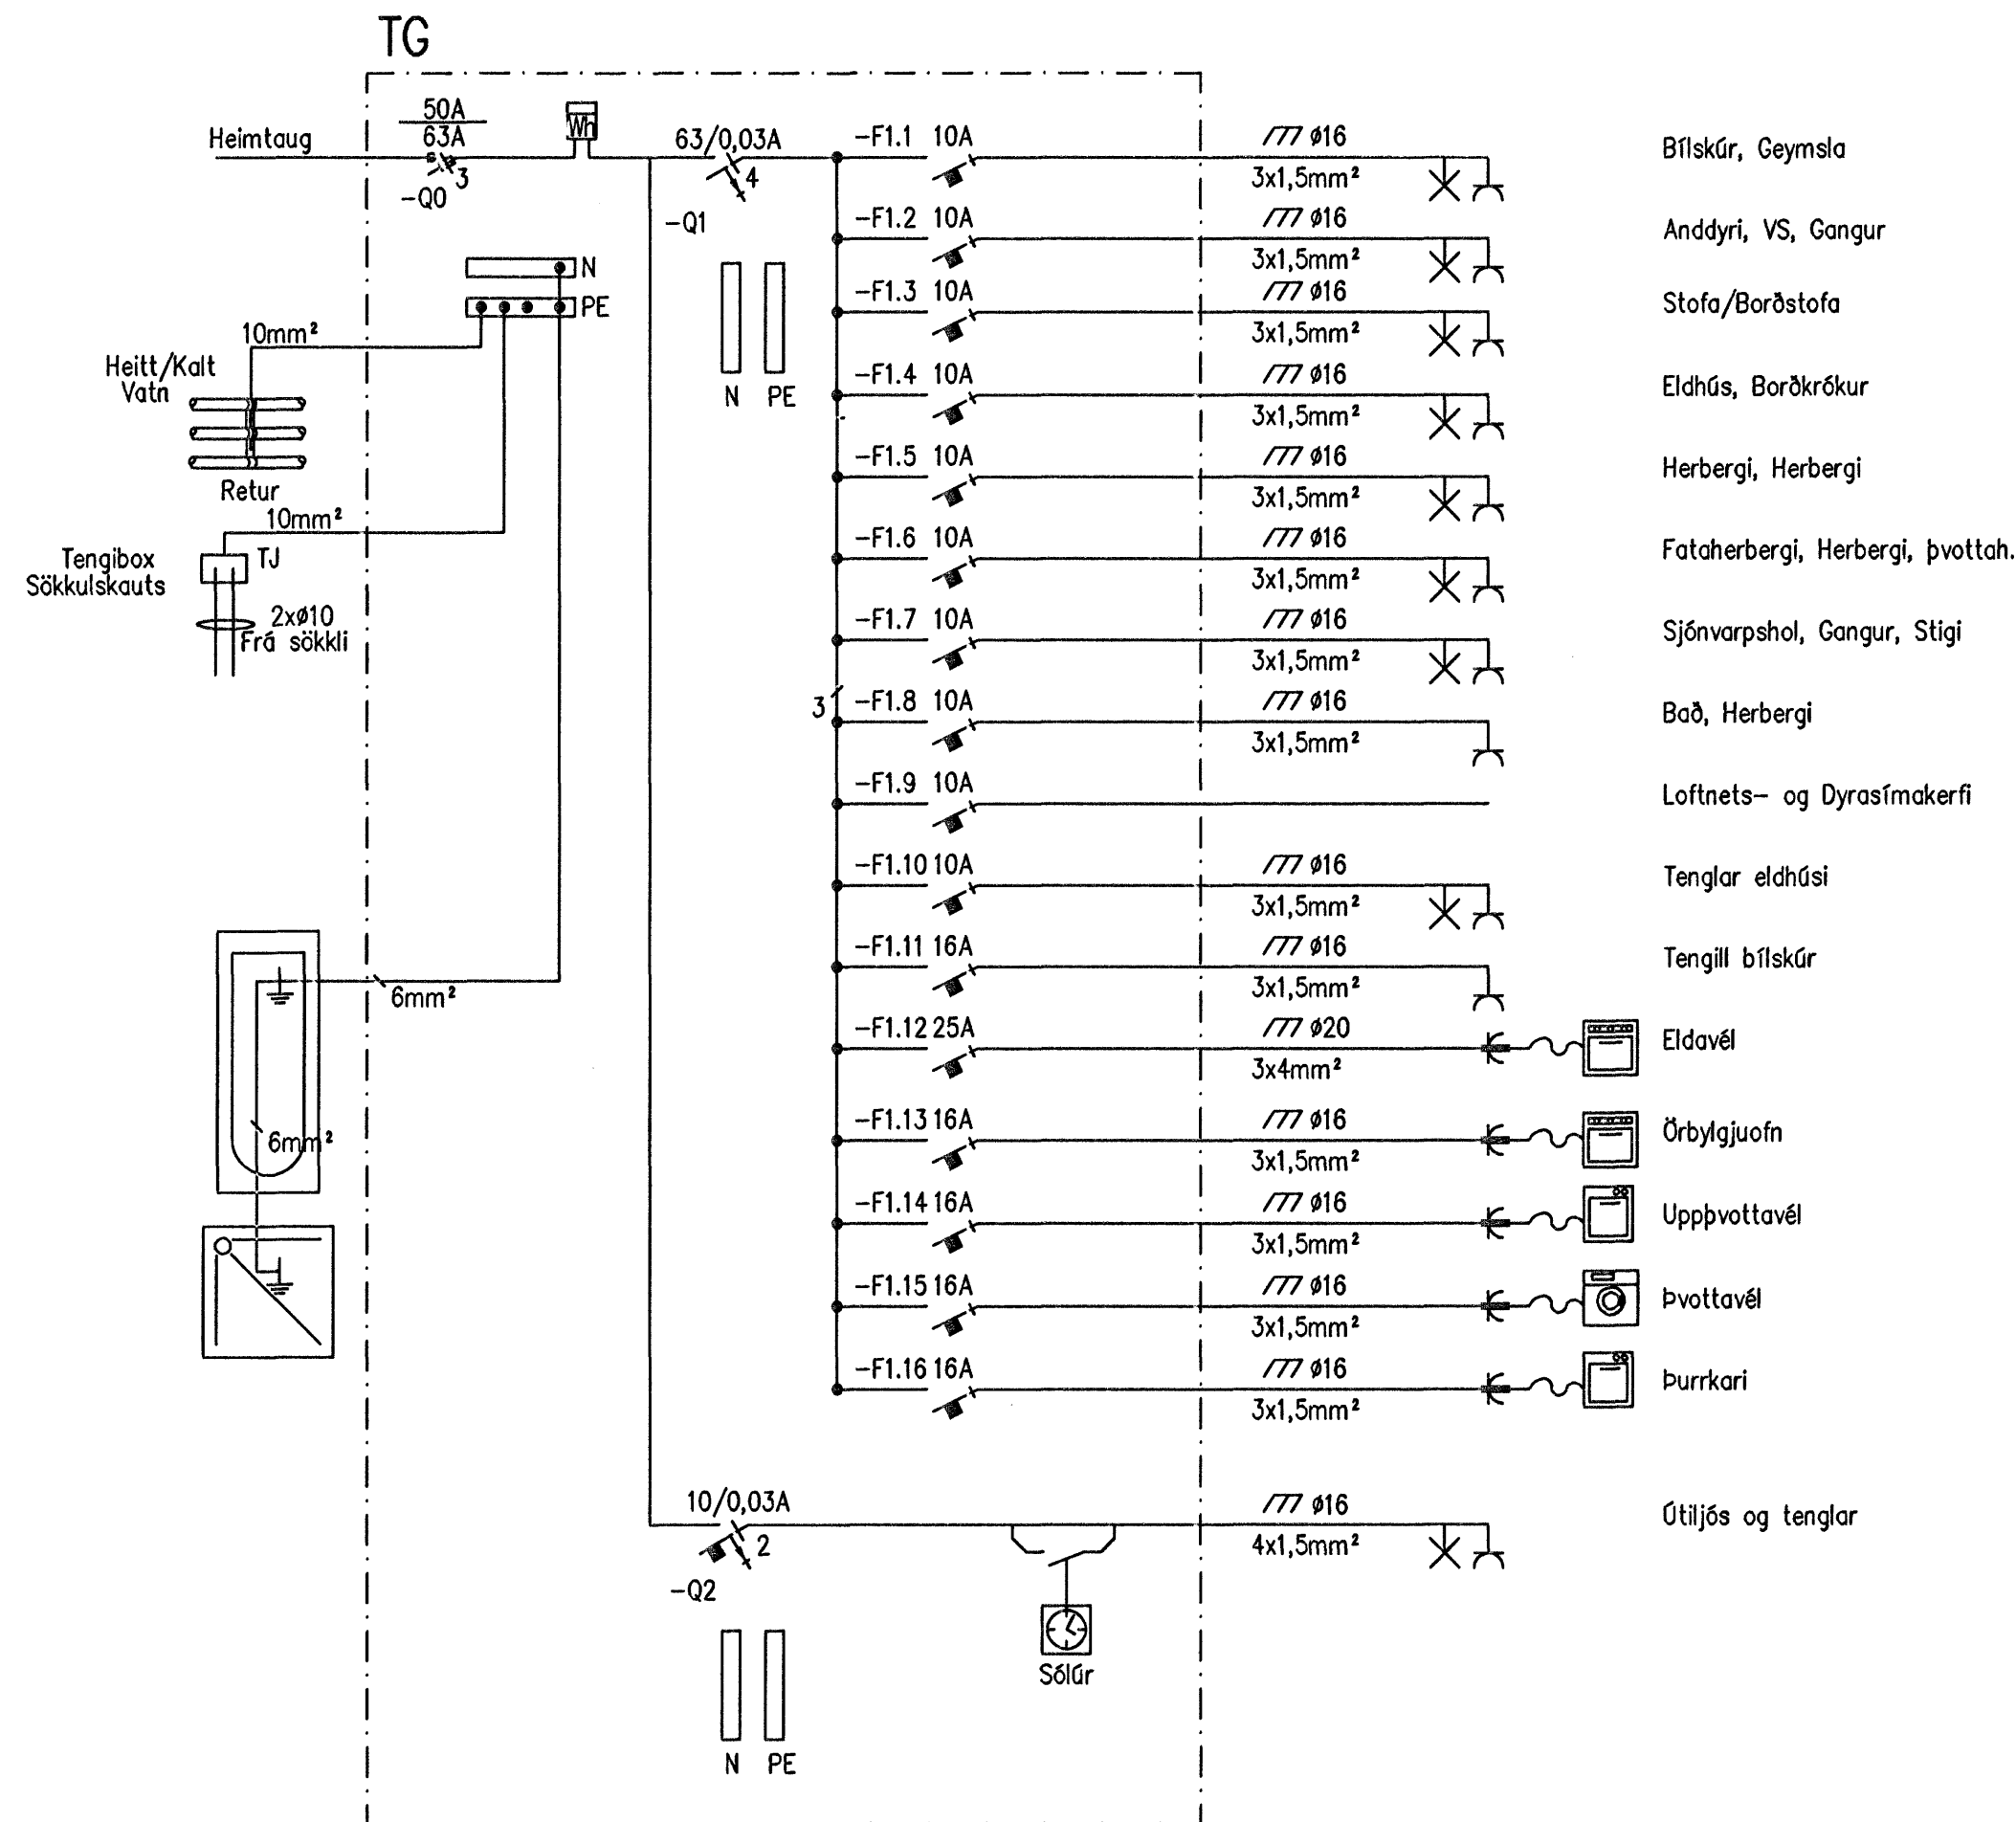 TG
Heimtaug
50A
63A
3
-Q0
Wh
63/0,03A
4
-Q1
N
PE
N PE
10mm²
Heitt/Kalt
Vatn
Retur
10mm²
Tengibox
Sökkulskauts
TJ
2xø10
Frá sökkli
6mm²
6mm²
3
-F1.1 10A ø16 Bílskúr, Geymsla
3x1,5mm²
-F1.2 10A ø16 Anddyri, VS, Gangur
3x1,5mm²
-F1.3 10A ø16 Stofa/Borðstofa
3x1,5mm²
-F1.4 10A ø16 Eldhús, Borðkrókur
3x1,5mm²
-F1.5 10A ø16 Herbergi, Herbergi
3x1,5mm²
-F1.6 10A ø16 Fataherbergi, Herbergi, þvottah.
3x1,5mm²
-F1.7 10A ø16 Sjónvarpshol, Gangur, Stigi
3x1,5mm²
-F1.8 10A ø16 Bað, Herbergi
3x1,5mm²
-F1.9 10A Loftnets- og Dyrasímakerfi
-F1.10 10A ø16 Tenglar eldhúsi
3x1,5mm²
-F1.11 16A ø16 Tengill bílskúr
3x1,5mm²
-F1.12 25A ø20 Eldavél
3x4mm²
-F1.13 16A ø16 Örbylgjuofn
3x1,5mm²
-F1.14 16A ø16 Uppþvottavél
3x1,5mm²
-F1.15 16A ø16 Þvottavél
3x1,5mm²
-F1.16 16A ø16 Þurrkari
3x1,5mm²
10/0,03A ø16 Útiljós og tenglar
2 4x1,5mm²
-Q2
Sólúr
N PE